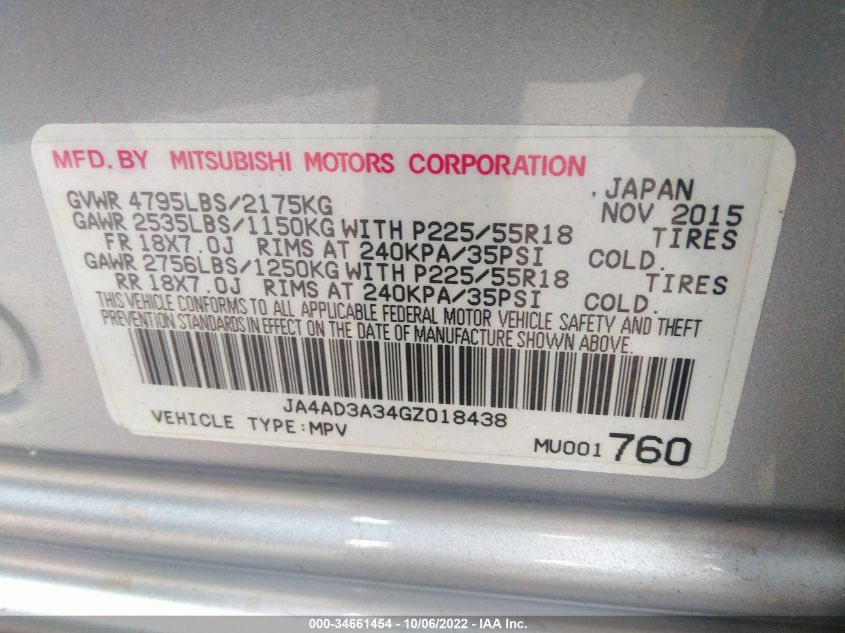 MFD. BY MITSUBISHI MOTORS CORPORATION
. JAPAN
GVWR 4795LBS/2175KG NOV 2015
GAWR 2535LBS/1150KG WITH P225/55R18 TIRES
FR 18X7.0J RIMS AT 240KPA/35PSI COLD.
GAWR 2756LBS/1250KG WITH P225/55R18 TIRES
RR 18X7.0J RIMS AT 240KPA/35PSI COLD.
THIS VEHICLE CONFORMS TO ALL APPLICABLE FEDERAL MOTOR VEHICLE SAFETY AND THEFT
PREVENTION STANDARDS IN EFFECT ON THE DATE OF MANUFACTURE SHOWN ABOVE.
JA4AD3A34GZ018438
VEHICLE TYPE:MPV
MU001 760
000-34661454 - 10/06/2022 - IAA Inc.